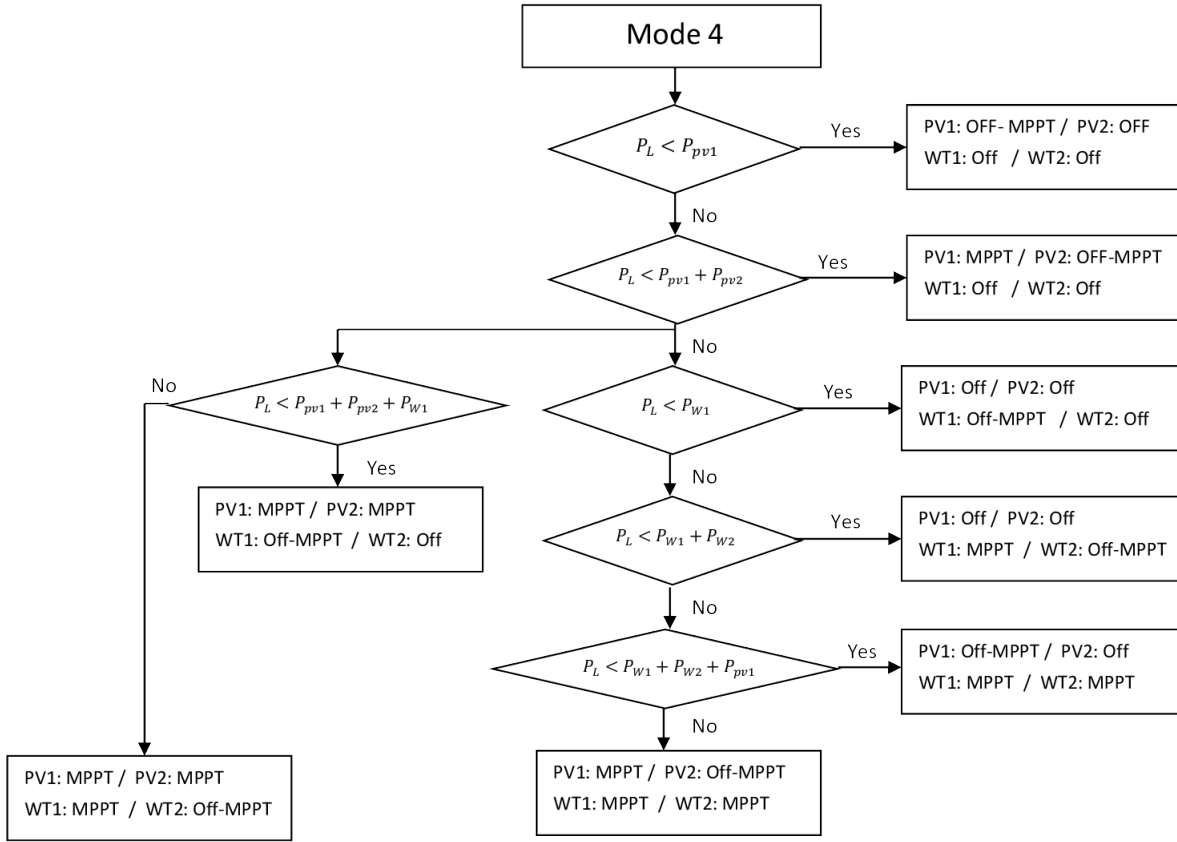 Mode 4
P_L < P_pv1
Yes
PV1: OFF- MPPT / PV2: OFF
WT1: Off / WT2: Off
No
P_L < P_pv1 + P_pv2
Yes
PV1: MPPT / PV2: OFF-MPPT
WT1: Off / WT2: Off
No
No
P_L < P_pv1 + P_pv2 + P_W1
Yes
PV1: MPPT / PV2: MPPT
WT1: Off-MPPT / WT2: Off
P_L < P_W1
Yes
PV1: Off / PV2: Off
WT1: Off-MPPT / WT2: Off
No
P_L < P_W1 + P_W2
Yes
PV1: Off / PV2: Off
WT1: MPPT / WT2: Off-MPPT
No
P_L < P_W1 + P_W2 + P_pv1
Yes
PV1: Off-MPPT / PV2: Off
WT1: MPPT / WT2: MPPT
No
PV1: MPPT / PV2: MPPT
WT1: MPPT / WT2: Off-MPPT
PV1: MPPT / PV2: Off-MPPT
WT1: MPPT / WT2: MPPT